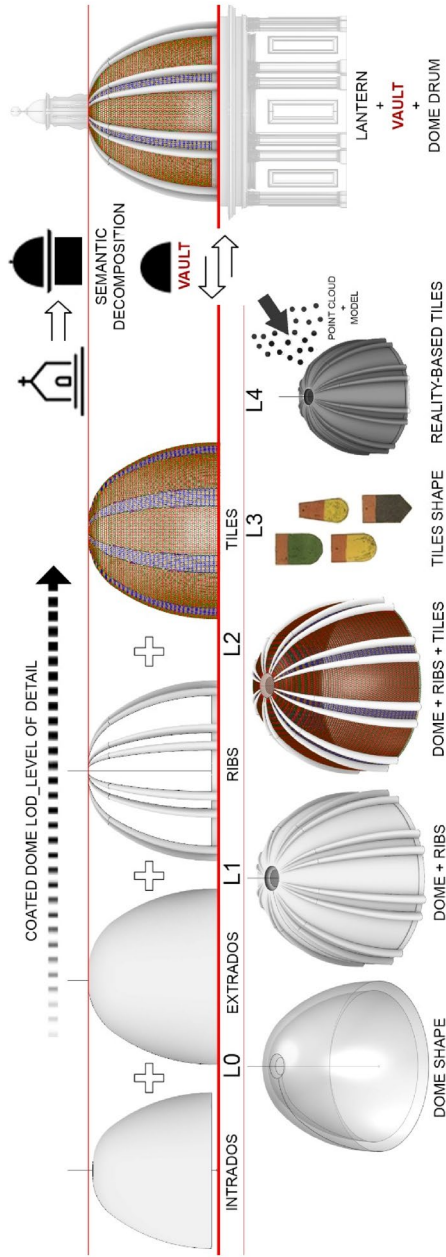 COATED DOME LOD_LEVEL OF DETAIL
SEMANTIC
DECOMPOSITION
VAULT
INTRADOS
EXTRADOS
RIBS
TILES
L0
L1
L2
L3
L4
POINT CLOUD
+
MODEL
DOME SHAPE
DOME + RIBS
DOME + RIBS + TILES
TILES SHAPE
REALITY-BASED TILES
LANTERN
+
VAULT
+
DOME DRUM